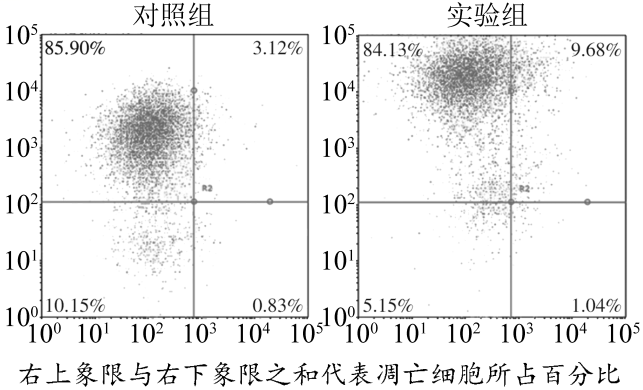 对照组 实验组
10⁵ 85.90% 3.12% 10⁵ 84.13% 9.68%
10⁴ 10⁴
10³ 10³
R2 R2
10² 10²
10¹ 10¹
10.15% 0.83% 5.15% 1.04%
10⁰ 10⁰
10⁰ 10¹ 10² 10³ 10⁴ 10⁵ 10⁰ 10¹ 10² 10³ 10⁴ 10⁵
右上象限与右下象限之和代表凋亡细胞所占百分比